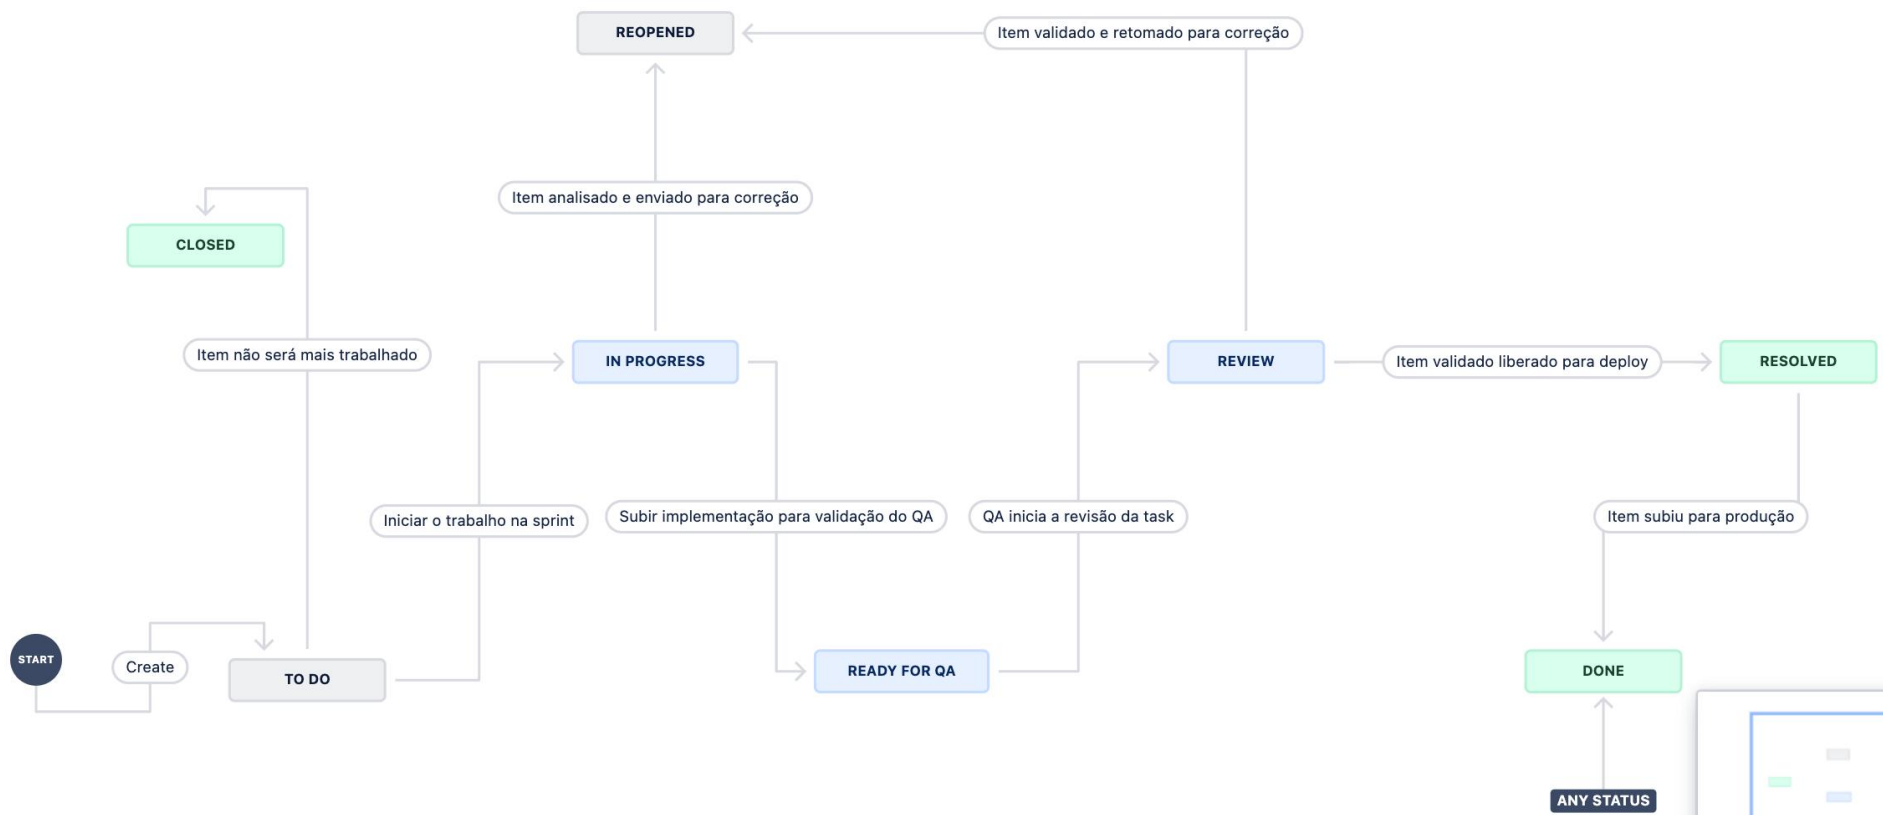 REOPENED
Item validado e retomado para correção
Item analisado e enviado para correção
CLOSED
Item não será mais trabalhado
IN PROGRESS
REVIEW
Item validado liberado para deploy
RESOLVED
Iniciar o trabalho na sprint
Subir implementação para validação do QA
QA inicia a revisão da task
Item subiu para produção
START
Create
TO DO
READY FOR QA
DONE
ANY STATUS